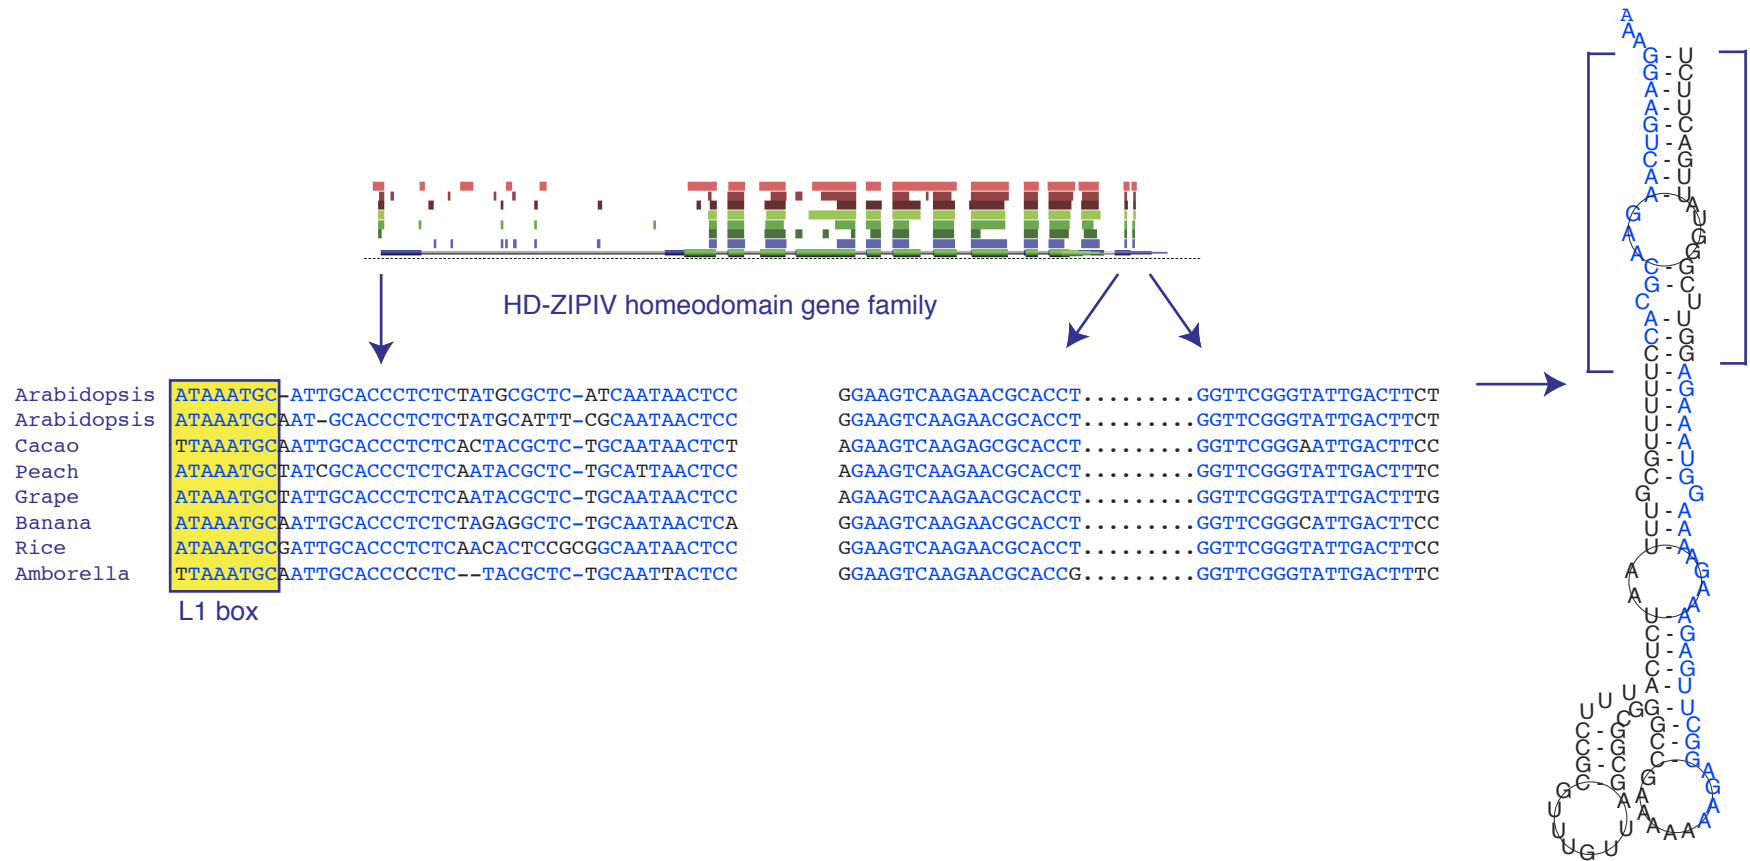 HD-ZIPIV homeodomain gene family
Arabidopsis ATAAATGC-ATTGCACCCTCTCTATGCGCTC-ATCAATAACTCC GGAAGTCAAGAACGCACCT.........GGTTCGGGTATTGACTTCT
Arabidopsis ATAAATGCAAT-GCACCCTCTCTATGCATTT-CGCAATAACTCC GGAAGTCAAGAACGCACCT.........GGTTCGGGTATTGACTTCT
Cacao TTAAATGCAATTGCACCCTCTCACTACGCTC-TGCAATAACTCT AGAAGTCAAGAGCGCACCT.........GGTTCGGGAATTGACTTCC
Peach ATAAATGCTATCGCACCCTCTCAATACGCTC-TGCATTAACTCC AGAAGTCAAGAACGCACCT.........GGTTCGGGTATTGACTTTC
Grape ATAAATGCTATTGCACCCTCTCAATACGCTC-TGCAATAACTCC AGAAGTCAAGAACGCACCT.........GGTTCGGGTATTGACTTTG
Banana ATAAATGCAATTGCACCCTCTCTAGAGGCTC-TGCAATAACTCA GGAAGTCAAGAACGCACCT.........GGTTCGGGCATTGACTTCC
Rice ATAAATGCGATTGCACCCTCTCAACACTCCGCGGCAATAACTCC GGAAGTCAAGAACGCACCT.........GGTTCGGGTATTGACTTCC
Amborella TTAAATGCAATTGCACCCCCTC--TACGCTC-TGCAATTACTCC GGAAGTCAAGAACGCACCG.........GGTTCGGGTATTGACTTTC
L1 box
A
A
A
G-U
G-C
A-U
A-U
G-C
U-A
C-G
A-U
A-U